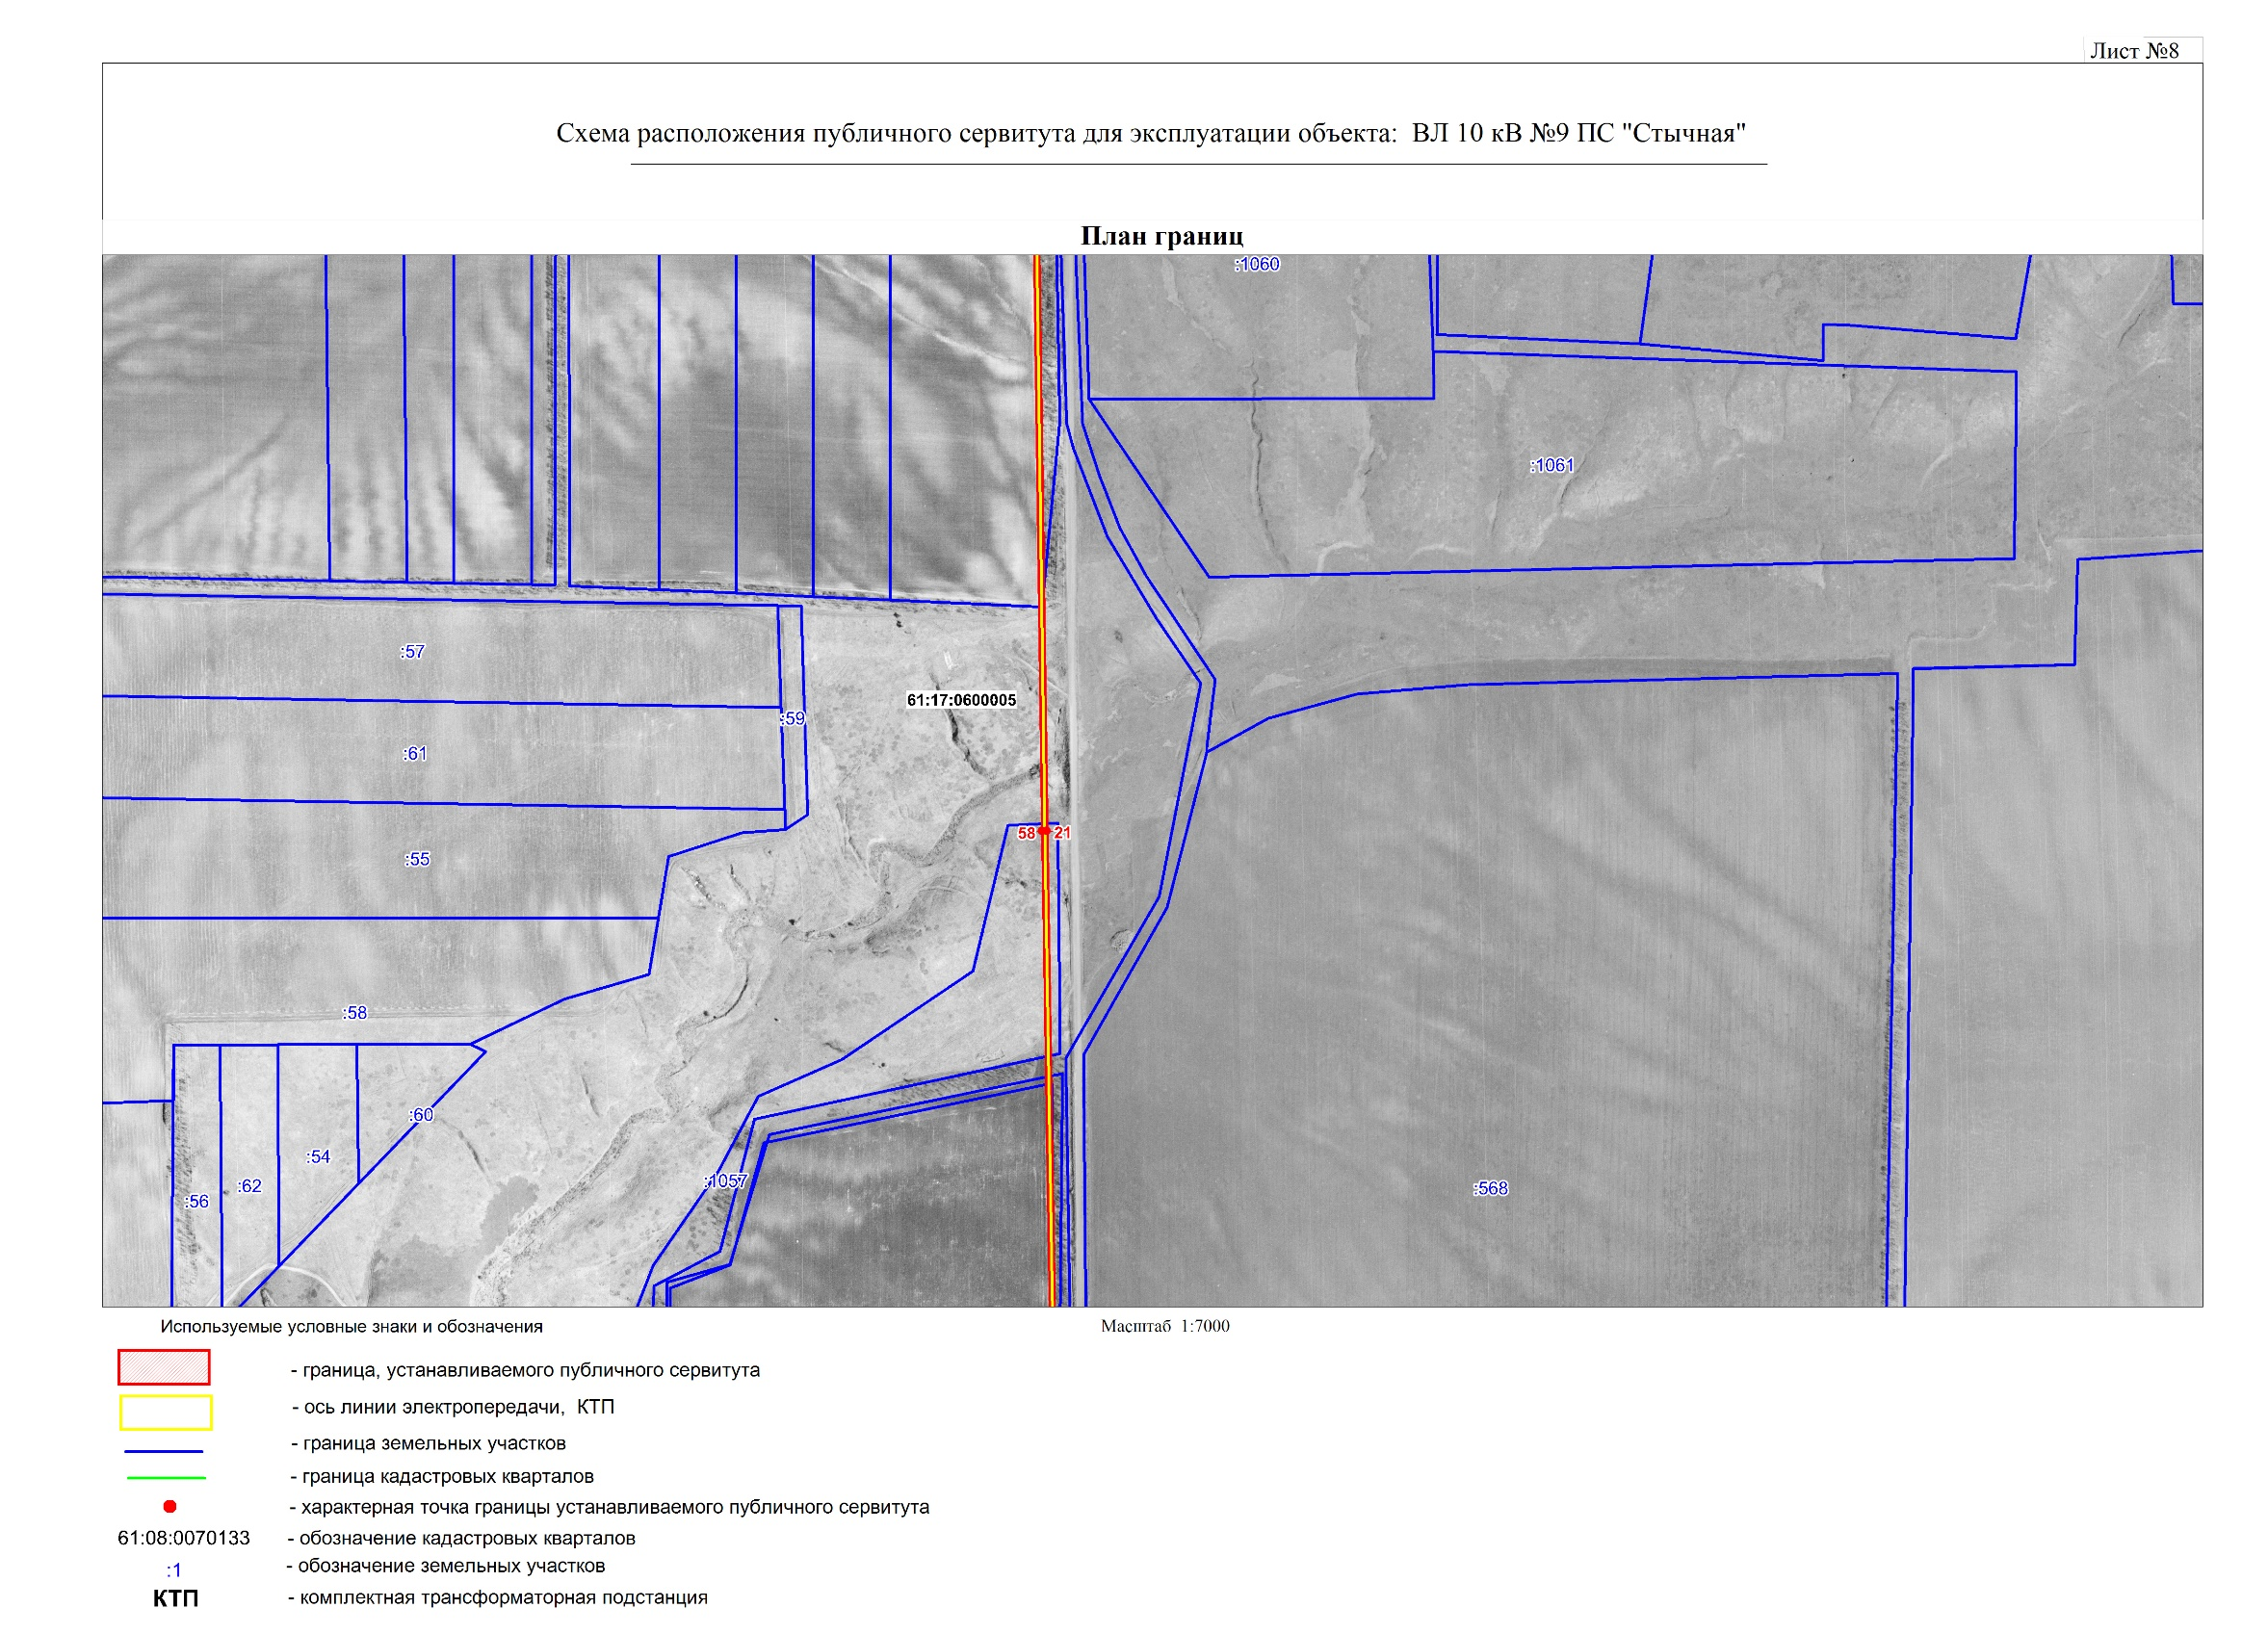 Лист №8
Схема расположения публичного сервитута для эксплуатации объекта:  ВЛ 10 кВ №9 ПС "Стычная"
План границ
:1060
:1061
:57
61:17:0600005
:59
:61
58
21
:55
:58
:60
:54
:1057
:62
:568
:56
Используемые условные знаки и обозначения
Масштаб  1:7000
- граница, устанавливаемого публичного сервитута
- ось линии электропередачи,  КТП
- граница земельных участков
- граница кадастровых кварталов
- характерная точка границы устанавливаемого публичного сервитута
61:08:0070133 - обозначение кадастровых кварталов
:1 - обозначение земельных участков
КТП - комплектная трансформаторная подстанция